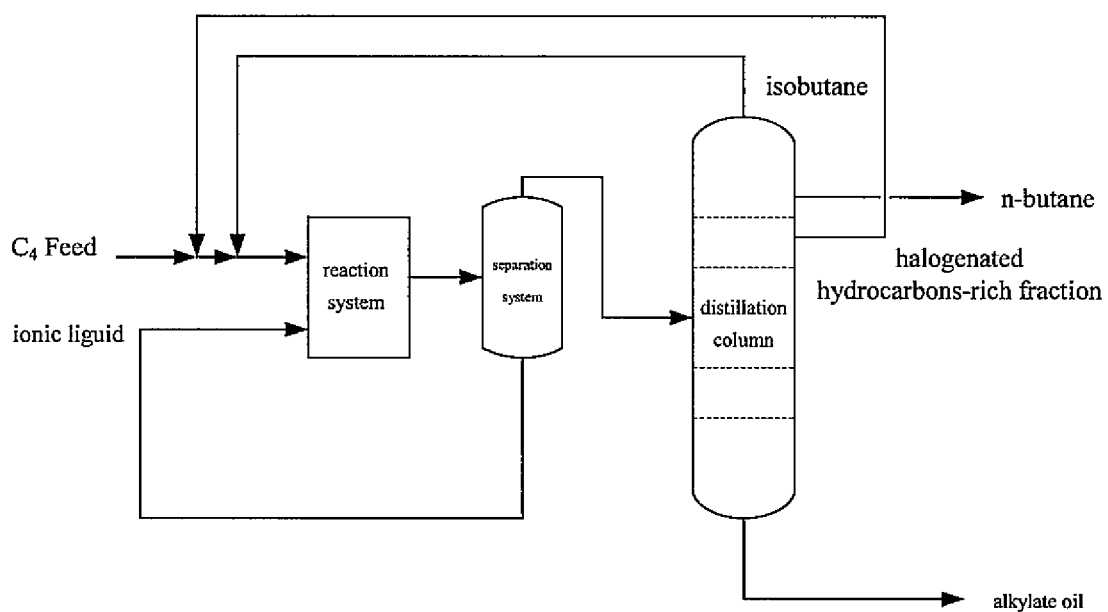 isobutane
n-butane
C₄ Feed
reaction
system
separation
system
halogenated
hydrocarbons-rich fraction
distillation
column
ionic liguid
alkylate oil